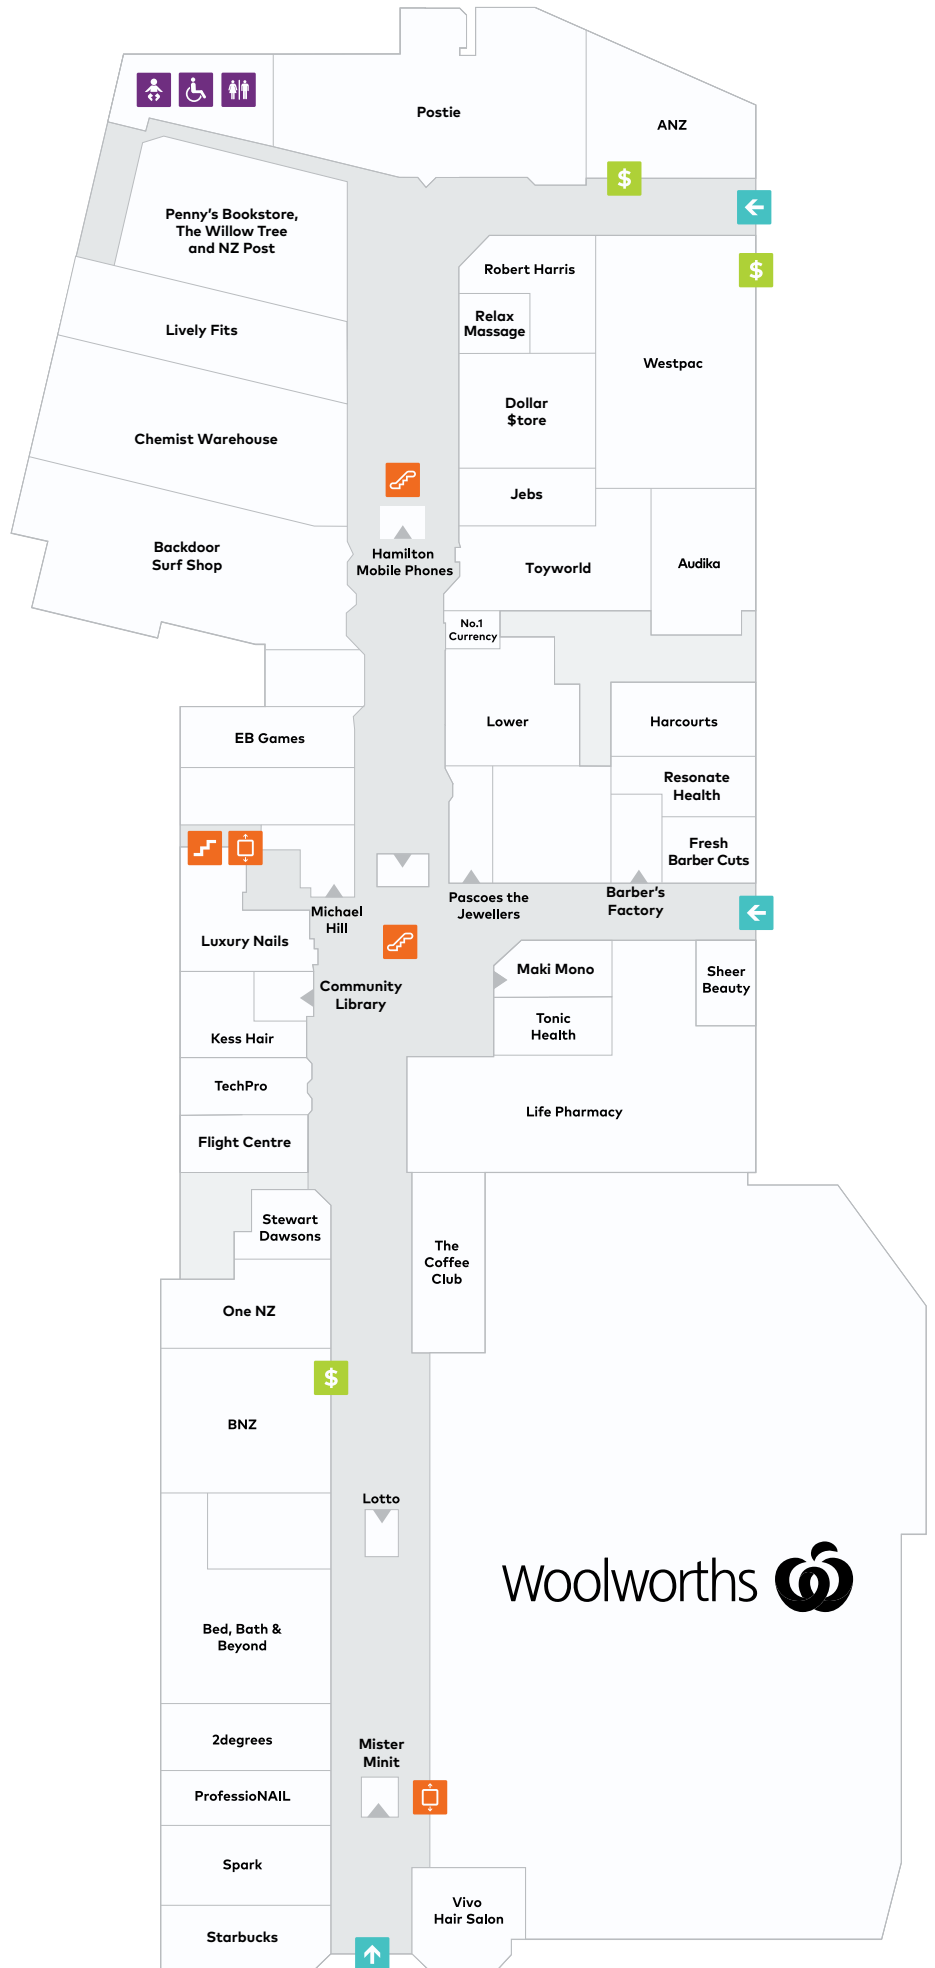 Postie
ANZ
$
Penny's Bookstore,
The Willow Tree
and NZ Post
$
Robert Harris
Relax
Massage
Lively Fits
Westpac
Dollar
$tore
Chemist Warehouse
Jebs
Backdoor
Surf Shop
Hamilton
Mobile Phones
Toyworld
Audika
No.1
Currency
Lower
Harcourts
EB Games
Resonate
Health
Fresh
Barber Cuts
Michael
Hill
Pascoes the
Jewellers
Barber's
Factory
Luxury Nails
Community
Library
Maki Mono
Sheer
Beauty
Tonic
Health
Kess Hair
TechPro
Life Pharmacy
Flight Centre
Stewart
Dawsons
The
Coffee
Club
One NZ
$
BNZ
Lotto
Woolworths
Bed, Bath &
Beyond
2degrees
Mister
Minit
ProfessioNAIL
Spark
Vivo
Hair Salon
Starbucks